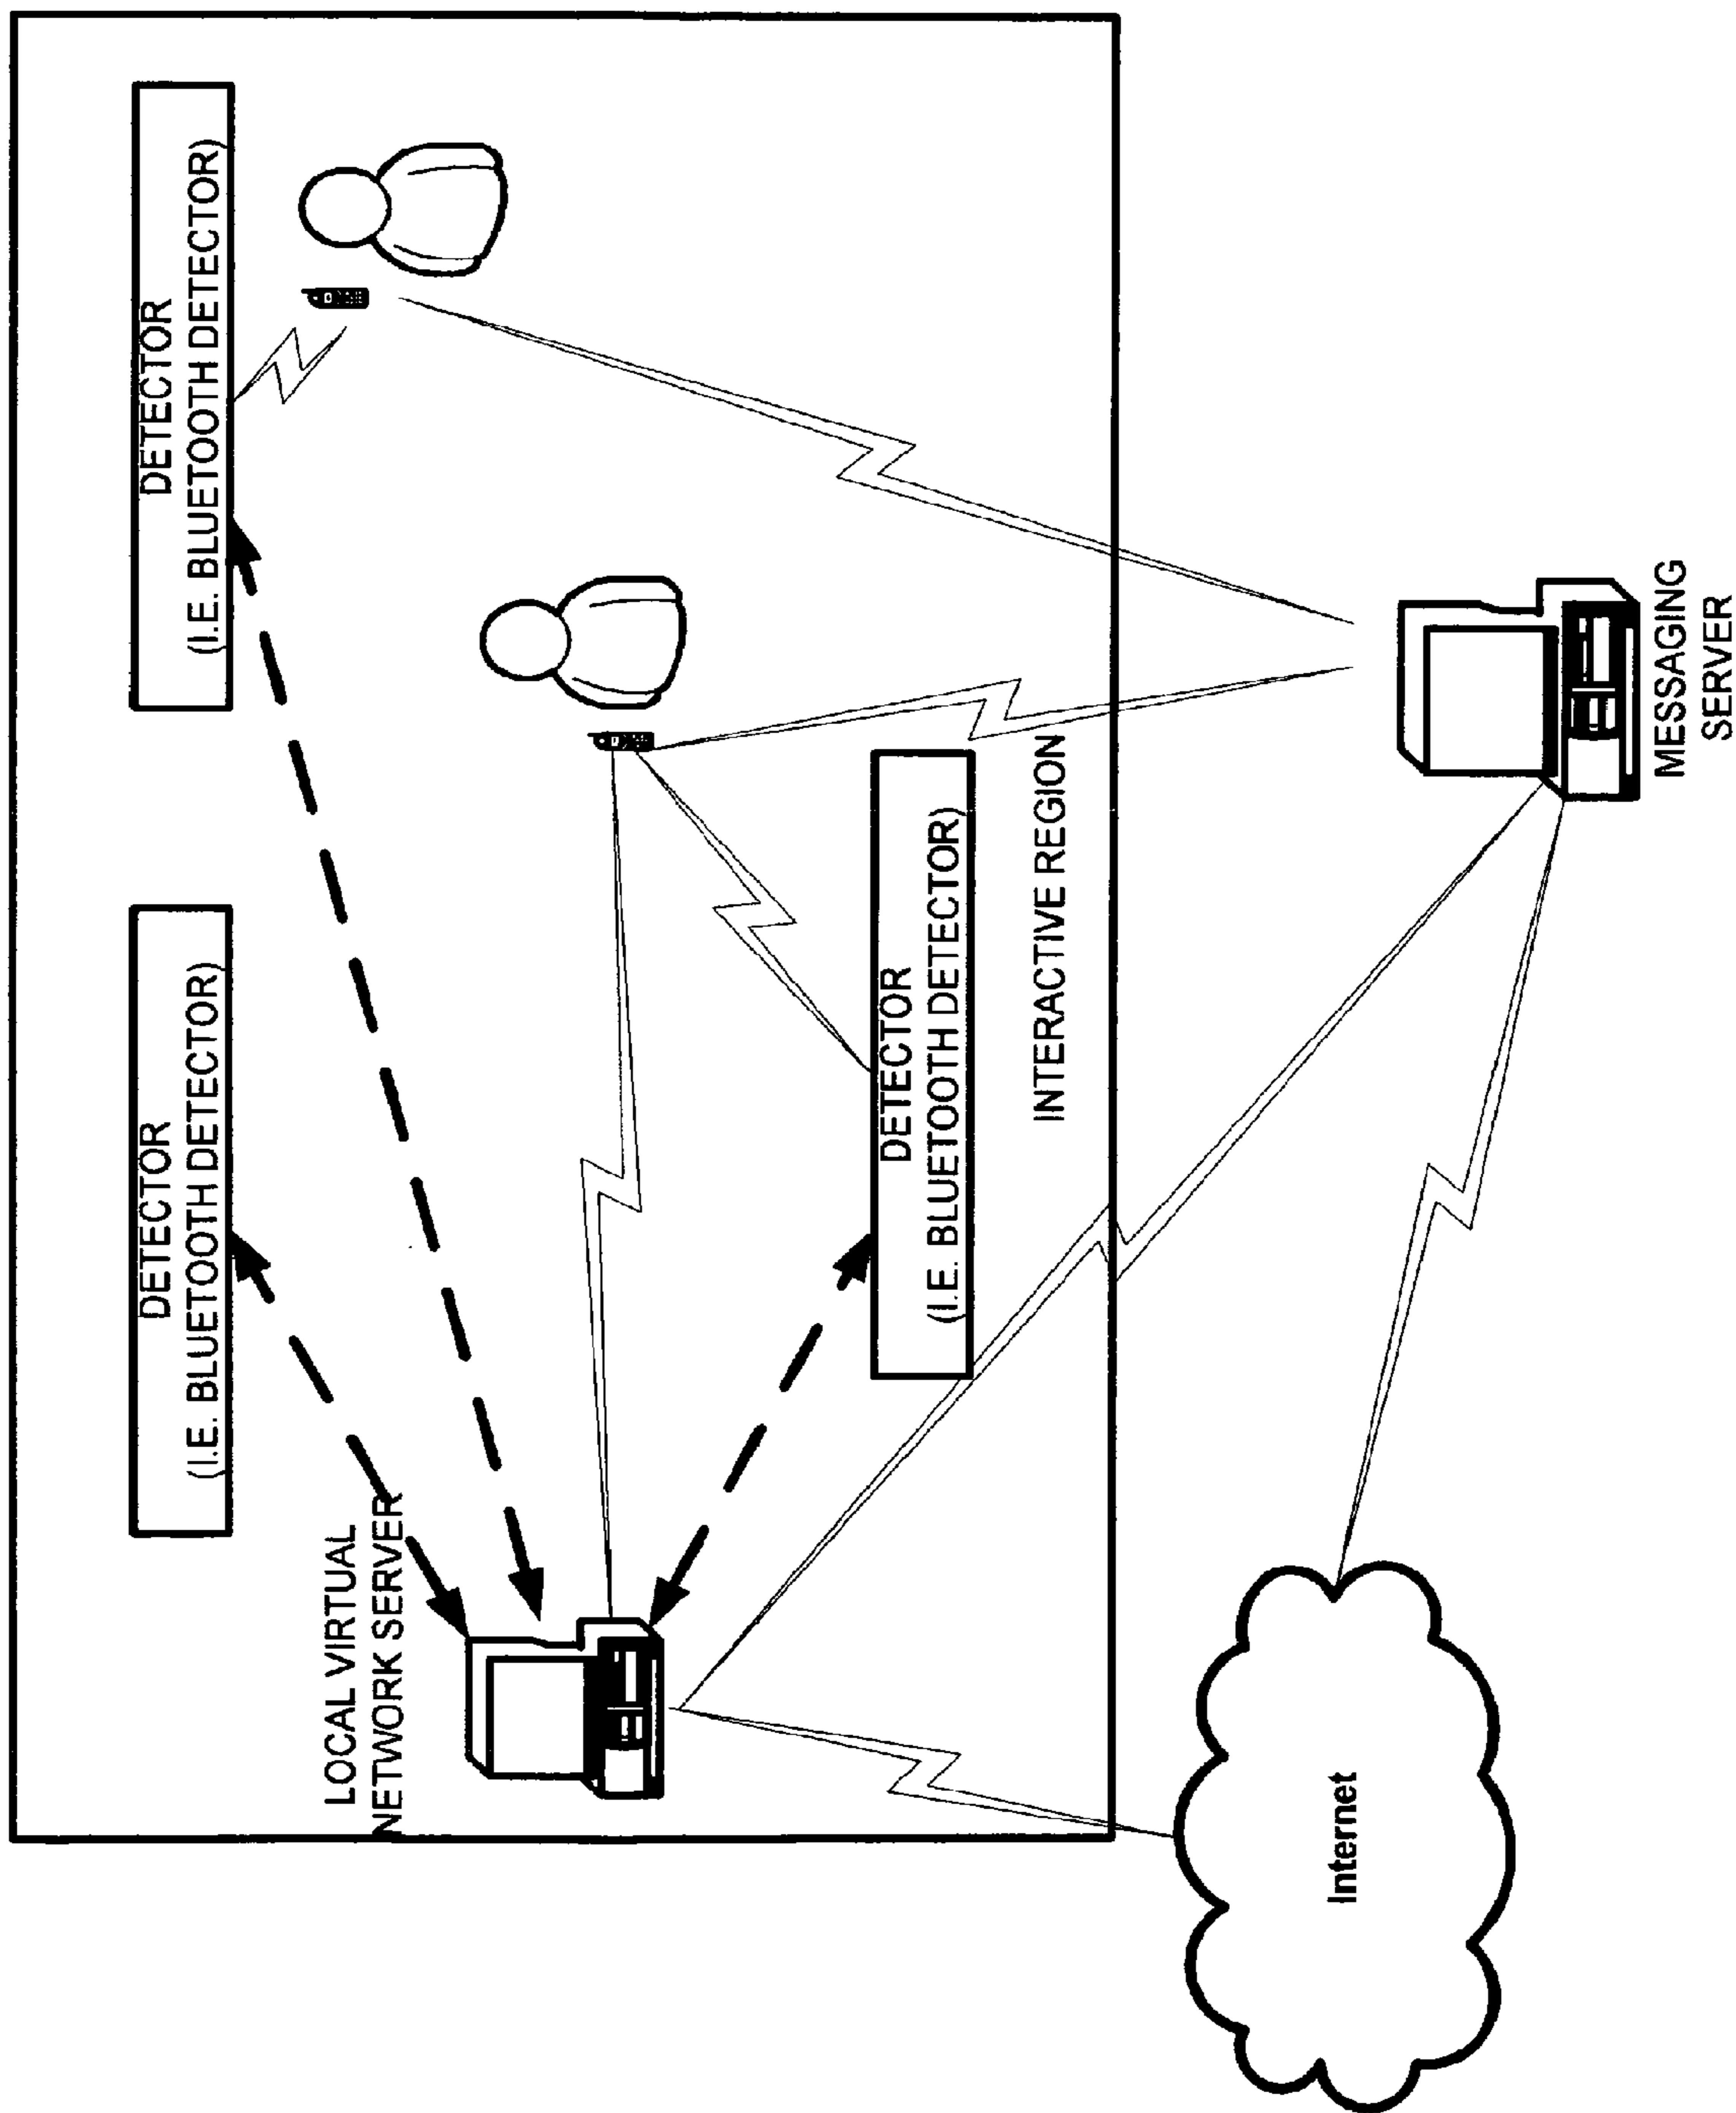 DETECTOR
(I.E. BLUETOOTH DETECTOR)
DETECTOR
(I.E. BLUETOOTH DETECTOR)
LOCAL VIRTUAL
NETWORK SERVER
DETECTOR
(I.E. BLUETOOTH DETECTOR)
INTERACTIVE REGION
Internet
MESSAGING
SERVER